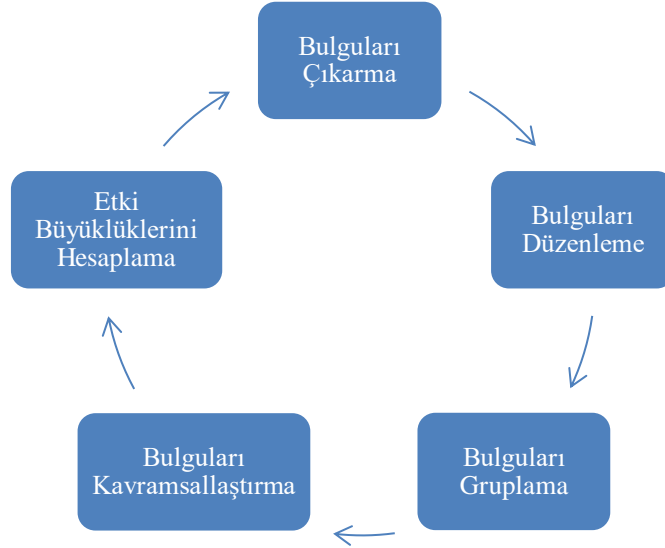 Bulguları
Çıkarma
Bulguları
Düzenleme
Bulguları
Gruplama
Bulguları
Kavramsallaştırma
Etki
Büyüklüklerini
Hesaplama